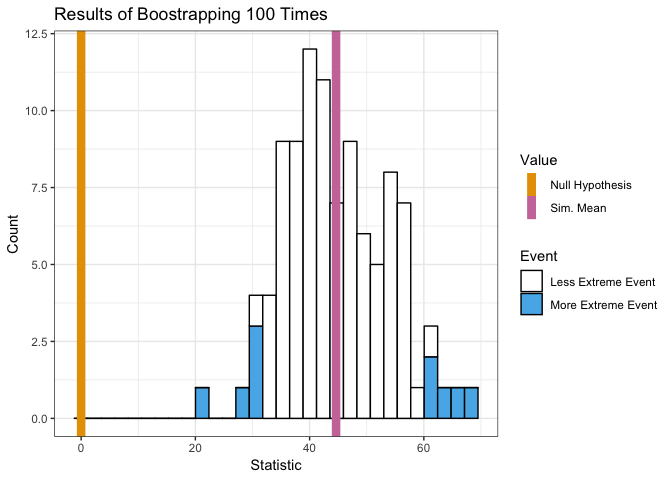 Results of Boostrapping 100 Times
12.5
10.0
7.5
5.0
2.5
0.0
Count
0 20 40 60
Statistic
Value
Null Hypothesis
Sim. Mean
Event
Less Extreme Event
More Extreme Event